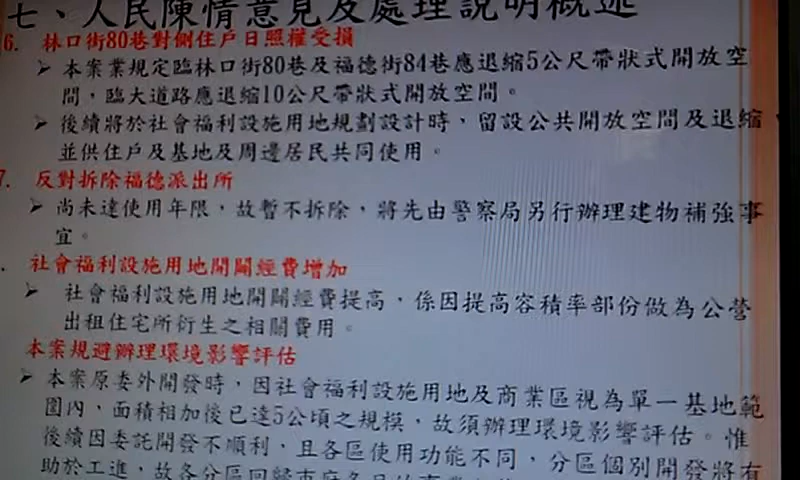 七、人民陳情意見及處理說明概述
6. 林口街80巷對側住戶日照權受損
本案業規定臨林口街80巷及福德街84巷應退縮5公尺帶狀式開放空
間，臨大道路應退縮10公尺帶狀式開放空間。
後續將於社會福利設施用地規劃設計時，留設公共開放空間及退縮，
並供住戶及基地及周邊居民共同使用。
7. 反對拆除福德派出所
尚未達使用年限，故暫不拆除，將先由警察局另行辦理建物補強事
宜。
社會福利設施用地開闢經費增加
社會福利設施用地開闢經費提高，係因提高容積率部份做為公營
出租住宅所衍生之相關費用。
本案規避辦理環境影響評估
本案原委外開發時，因社會福利設施用地及商業區視為單一基地範
圍內，面積相加後已達5公頃之規模，故須辦理環境影響評估。惟
後續因委託開發不順利，且各區使用功能不同，分區個別開發將有
助於工進，故各分區回歸